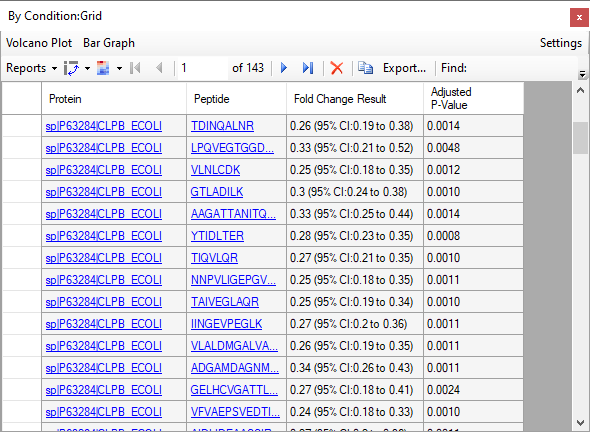 By Condition:Grid
Volcano Plot Bar Graph Settings
Reports 1 of 143 Export... Find:
Protein Peptide Fold Change Result Adjusted P-Value
sp|P63284|CLPB_ECOLI TDINQALNR 0.26 (95% CI:0.19 to 0.38) 0.0014
sp|P63284|CLPB_ECOLI LPQVEGTGGD... 0.33 (95% CI:0.21 to 0.52) 0.0048
sp|P63284|CLPB_ECOLI VLNLCDK 0.25 (95% CI:0.18 to 0.35) 0.0012
sp|P63284|CLPB_ECOLI GTLADILK 0.3 (95% CI:0.24 to 0.38) 0.0010
sp|P63284|CLPB_ECOLI AAGATTANITQ... 0.33 (95% CI:0.25 to 0.44) 0.0014
sp|P63284|CLPB_ECOLI YTIDLTER 0.28 (95% CI:0.23 to 0.35) 0.0008
sp|P63284|CLPB_ECOLI TIQVLQR 0.27 (95% CI:0.21 to 0.35) 0.0010
sp|P63284|CLPB_ECOLI NNPVLIGEPGV... 0.25 (95% CI:0.18 to 0.35) 0.0011
sp|P63284|CLPB_ECOLI TAIVEGLAQR 0.25 (95% CI:0.19 to 0.34) 0.0010
sp|P63284|CLPB_ECOLI IINGEVPEGLK 0.27 (95% CI:0.2 to 0.36) 0.0011
sp|P63284|CLPB_ECOLI VLALDMGALVA... 0.26 (95% CI:0.19 to 0.35) 0.0011
sp|P63284|CLPB_ECOLI ADGAMDAGNM... 0.34 (95% CI:0.26 to 0.43) 0.0011
sp|P63284|CLPB_ECOLI GELHCVGATTL... 0.27 (95% CI:0.18 to 0.41) 0.0024
sp|P63284|CLPB_ECOLI VFVAEPSVEDTI... 0.24 (95% CI:0.18 to 0.33) 0.0010